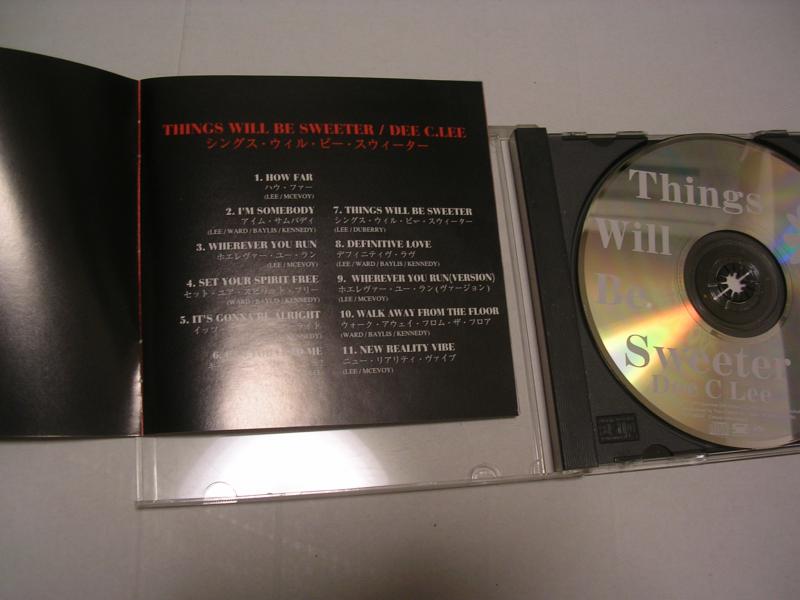 THINGS WILL BE SWEETER / DEE C.LEE
シングス・ウィル・ビー・スウィーター
1. HOW FAR
ハウ・ファー
(LEE / MCEVOY)
2. I'M SOMEBODY
アイム・サムバディ
(LEE / WARD / BAYLIS / KENNEDY)
3. WHEREVER YOU RUN
ホエレヴァー・ユー・ラン
(LEE / MCEVOY)
4. SET YOUR SPIRIT FREE
セット・ユア・スピリット・フリー
(WARD / BAYLIS / KENNEDY)
5. IT'S GONNA BE ALRIGHT
イッツ
BAYLIS / KENNEDY)
6.
TO ME
7. THINGS WILL BE SWEETER
シングス・ウィル・ビー・スウィーター
(LEE / DUBERRY)
8. DEFINITIVE LOVE
デフィニティヴ・ラヴ
(LEE / WARD / BAYLIS / KENNEDY)
9. WHEREVER YOU RUN(VERSION)
ホエレヴァー・ユー・ラン(ヴァージョン)
(LEE / MCEVOY)
10. WALK AWAY FROM THE FLOOR
ウォーク・アウェイ・フロム・ザ・フロア
(LEE / WARD / BAYLIS / KENNEDY)
11. NEW REALITY VIBE
ニュー・リアリティ・ヴァイブ
(LEE / MCEVOY)
Things
Will
Be
Sweeter
Dee C Lee